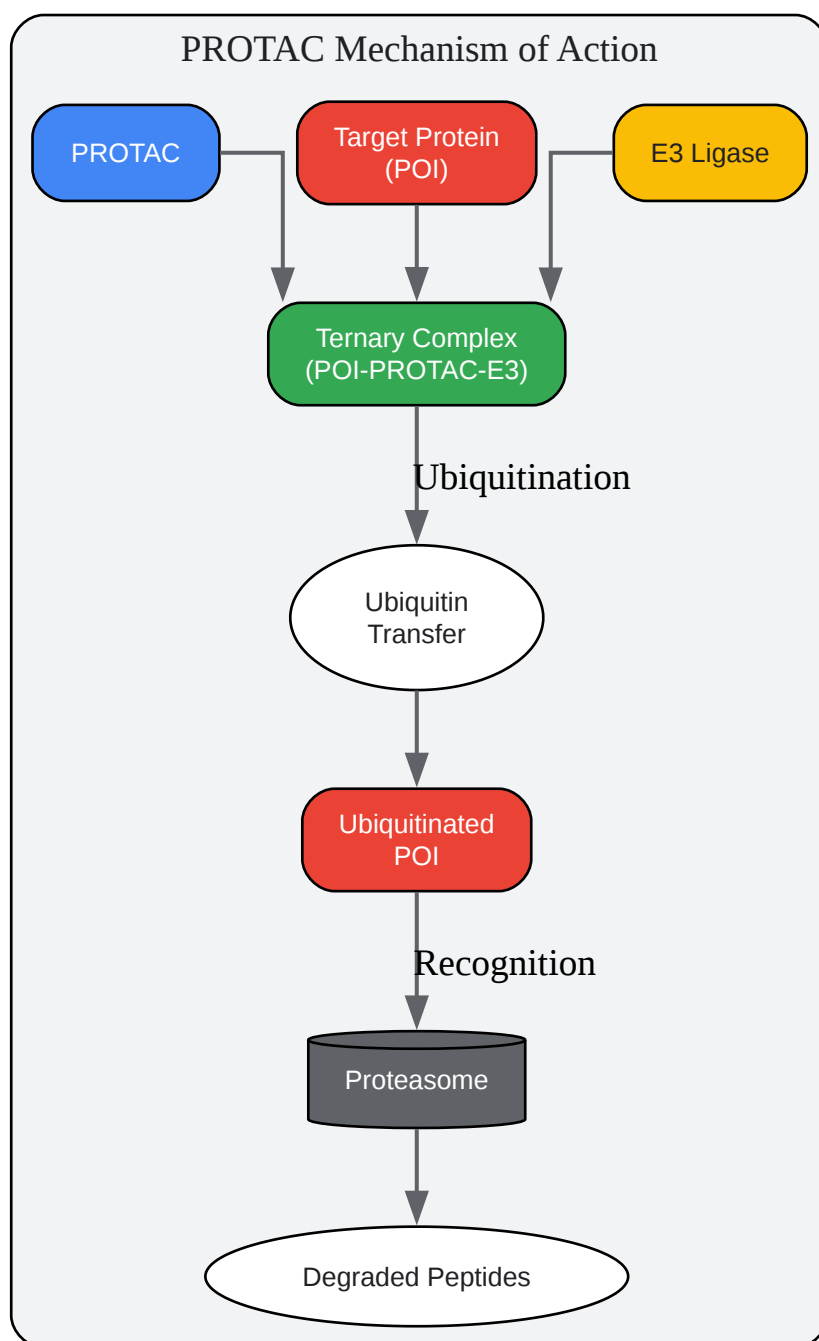 PROTAC Mechanism of Action
PROTAC
Target Protein
(POI)
E3 Ligase
Ternary Complex
(POI-PROTAC-E3)
Ubiquitination
Ubiquitin
Transfer
Ubiquitinated
POI
Recognition
Proteasome
Degraded Peptides